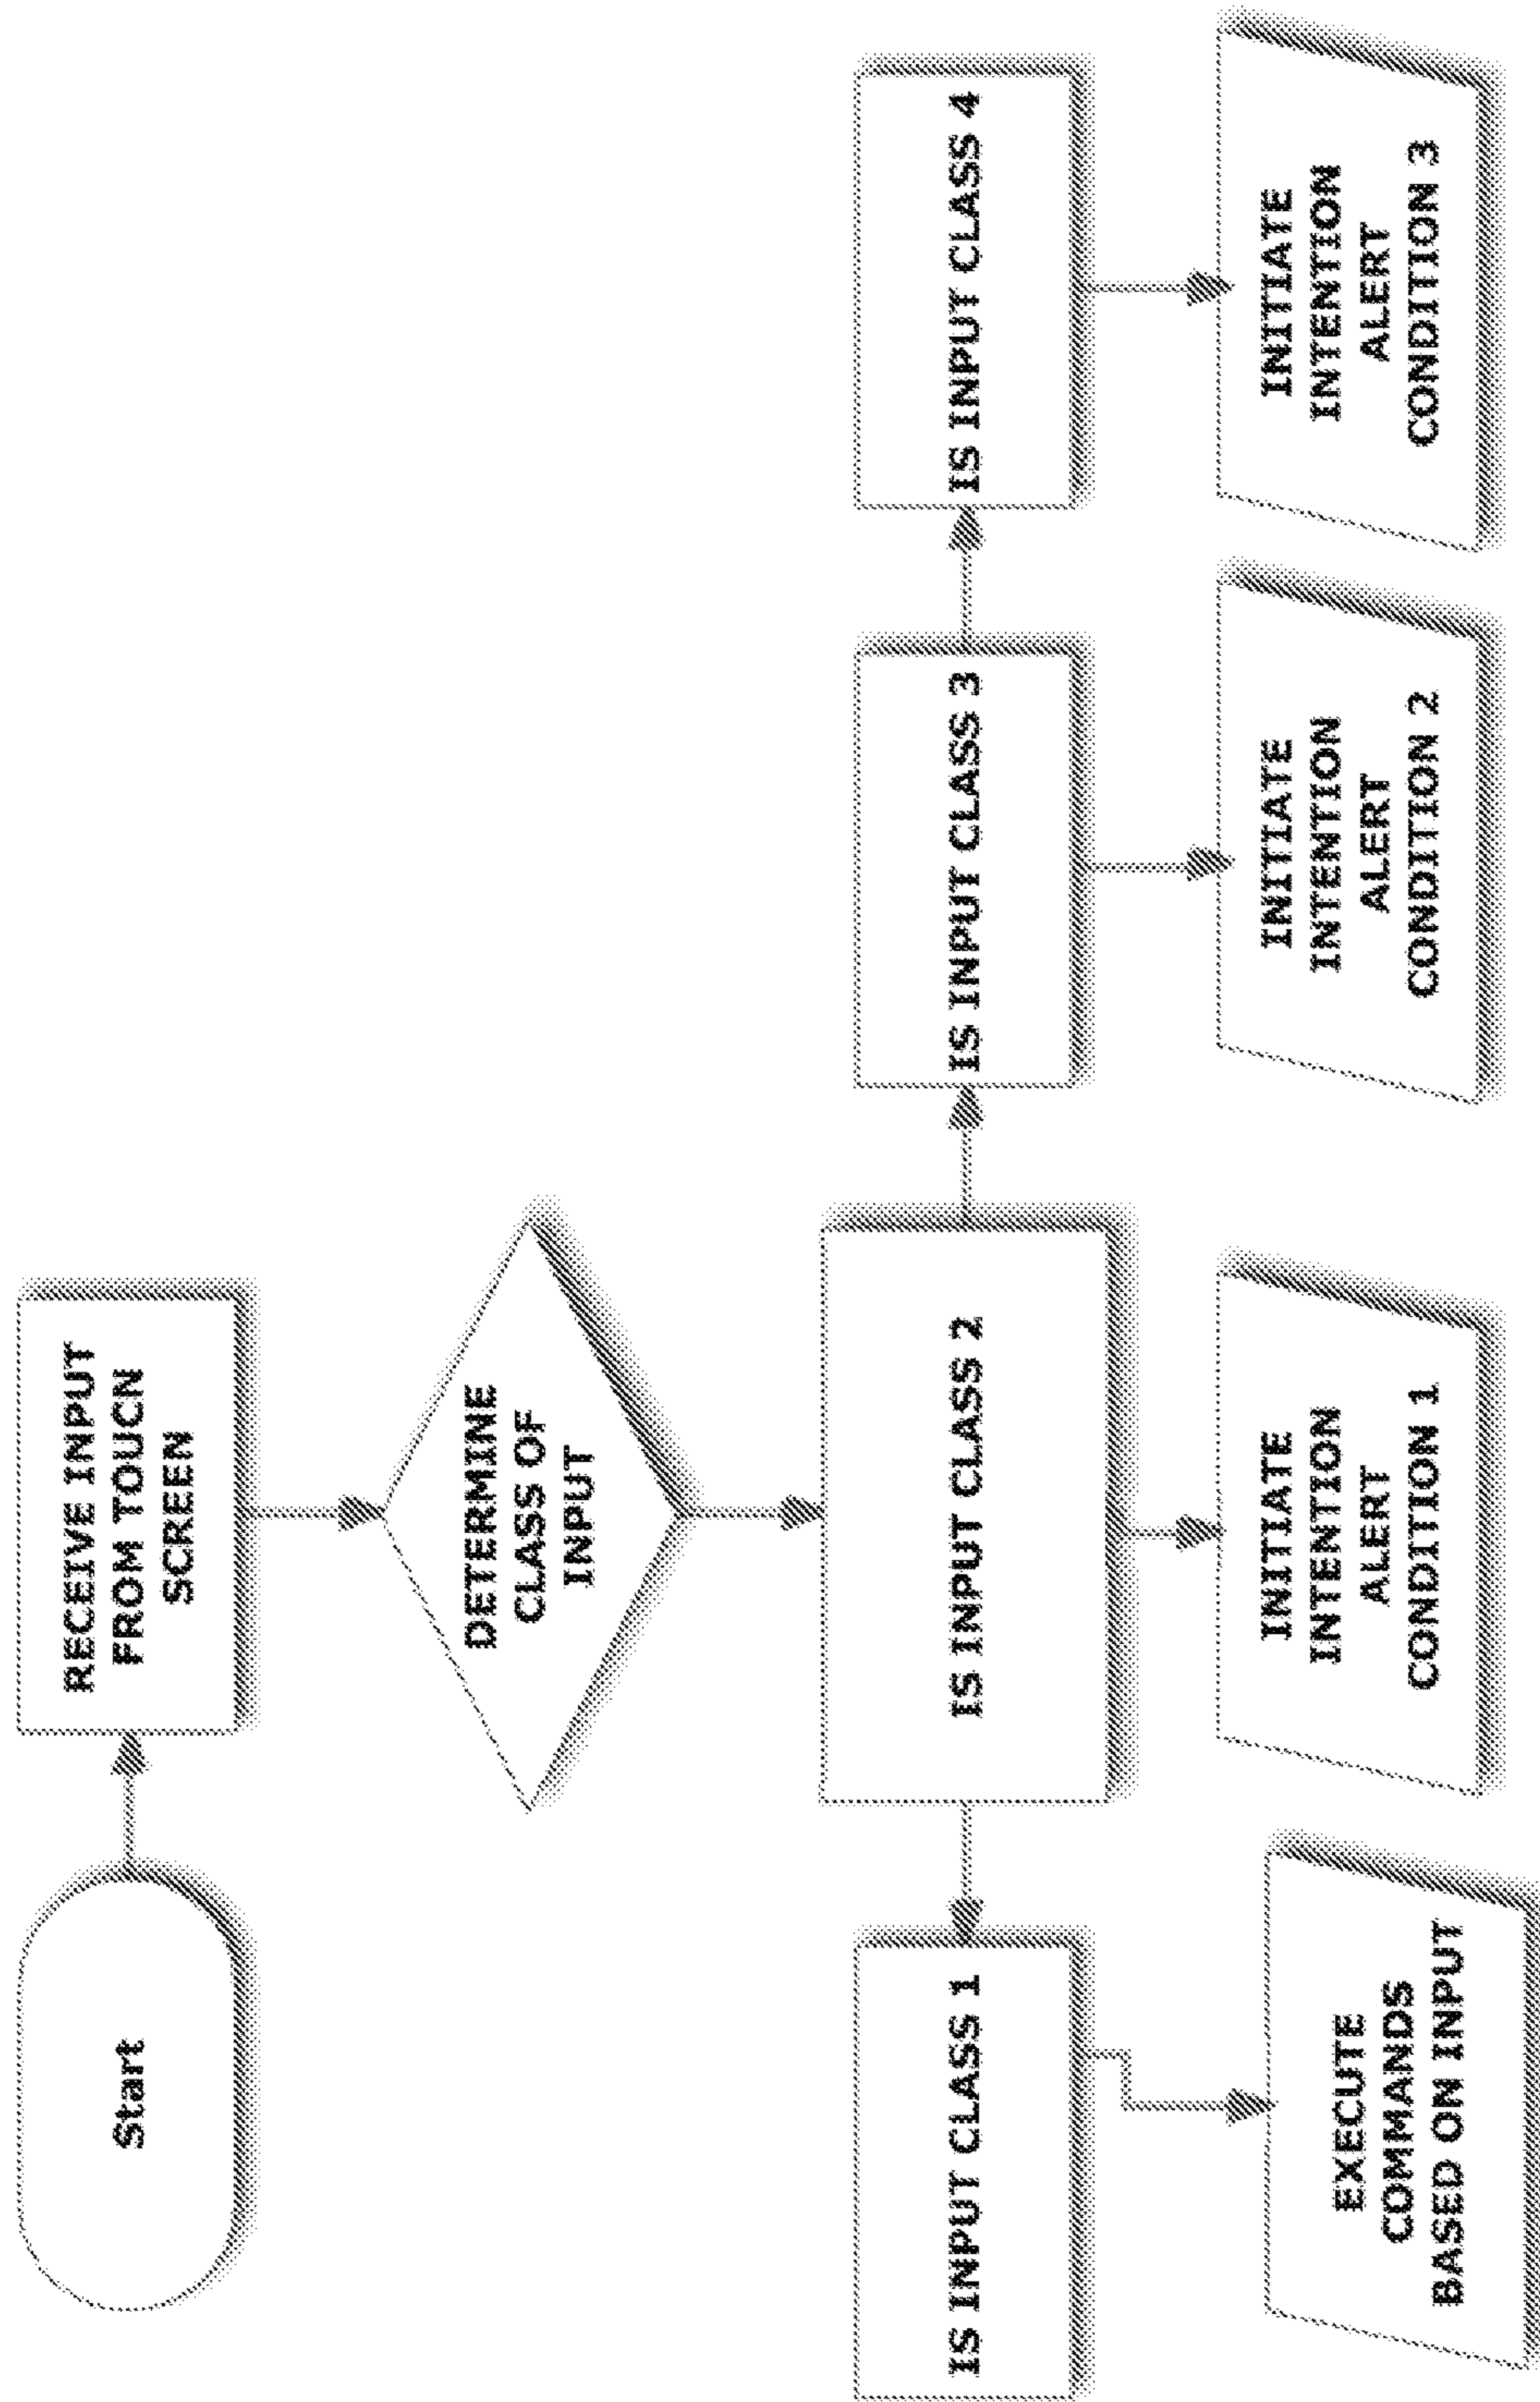 Start
RECEIVE INPUT
FROM TOUCN
SCREEN
DETERMINE
CLASS OF
INPUT
IS INPUT CLASS 1
IS INPUT CLASS 2
IS INPUT CLASS 3
IS INPUT CLASS 4
EXECUTE
COMMANDS
BASED ON INPUT
INITIATE
INTENTION
ALERT
CONDITION 1
INITIATE
INTENTION
ALERT
CONDITION 2
INITIATE
INTENTION
ALERT
CONDITION 3